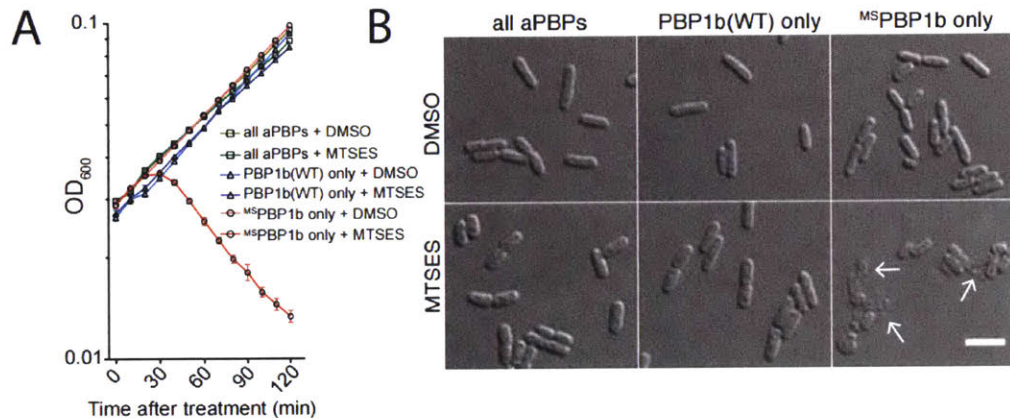 A
0.1
OD600
0.01
all aPBPs + DMSO
all aPBPs + MTSES
PBP1b(WT) only + DMSO
PBP1b(WT) only + MTSES
MSPBP1b only + DMSO
MSPBP1b only + MTSES
0 30 60 90 120
Time after treatment (min)
B
all aPBPs PBP1b(WT) only MSPBP1b only
DMSO
MTSES